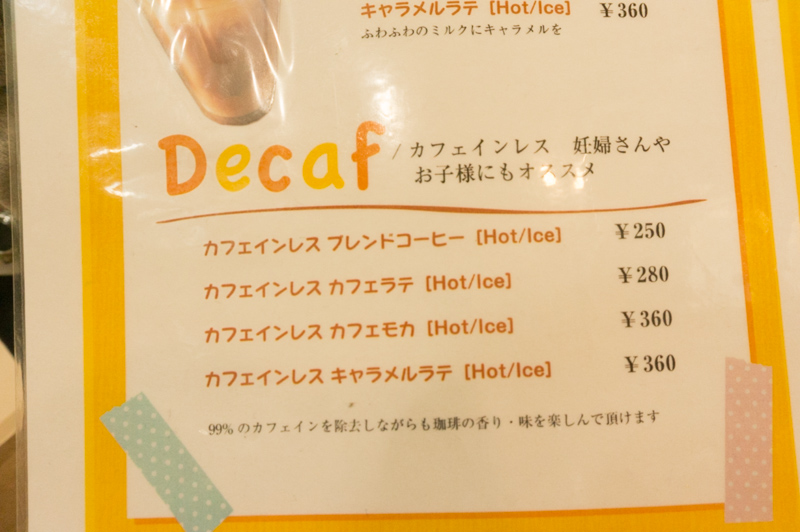 キャラメルラテ [Hot/Ice] ￥360
ふわふわのミルクにキャラメルを
Decaf / カフェインレス 妊婦さんや
お子様にもオススメ
カフェインレス ブレンドコーヒー [Hot/Ice] ￥250
カフェインレス カフェラテ [Hot/Ice] ￥280
カフェインレス カフェモカ [Hot/Ice] ￥360
カフェインレス キャラメルラテ [Hot/Ice] ￥360
99% のカフェインを除去しながらも珈琲の香り・味を楽しんで頂けます